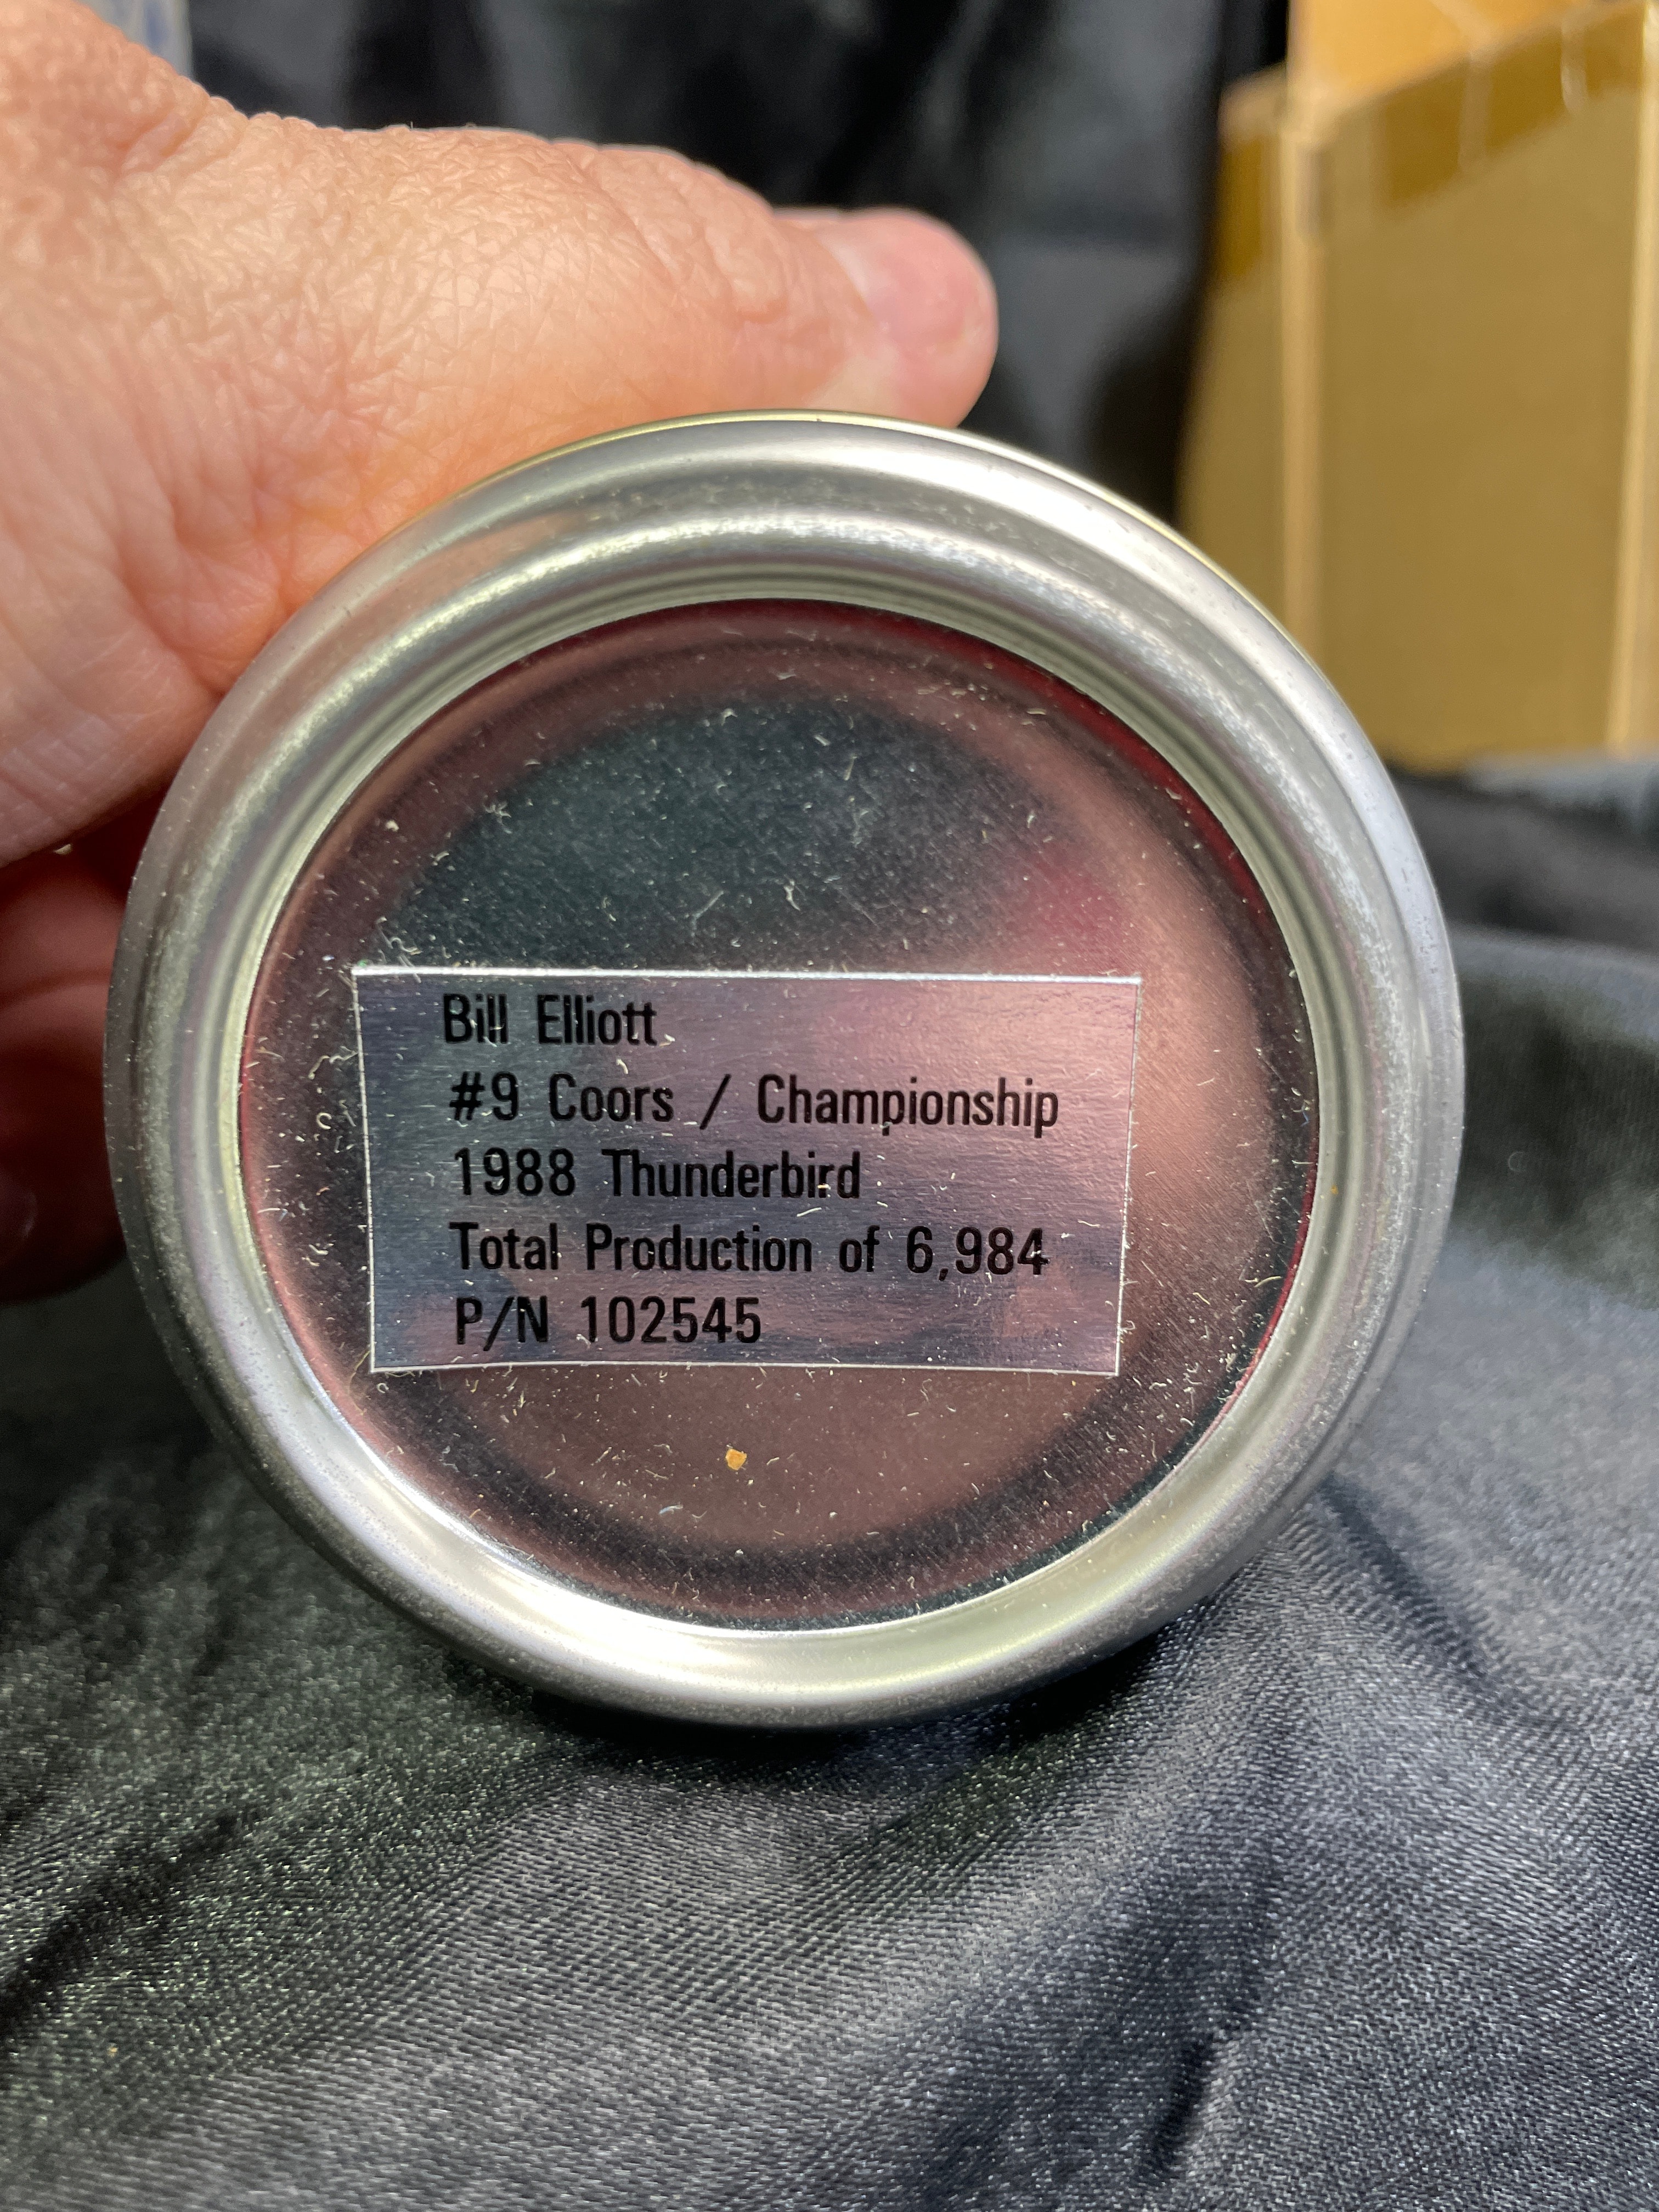 Bill Elliott
#9 Coors / Championship
1988 Thunderbird
Total Production of 6,984
P/N 102545